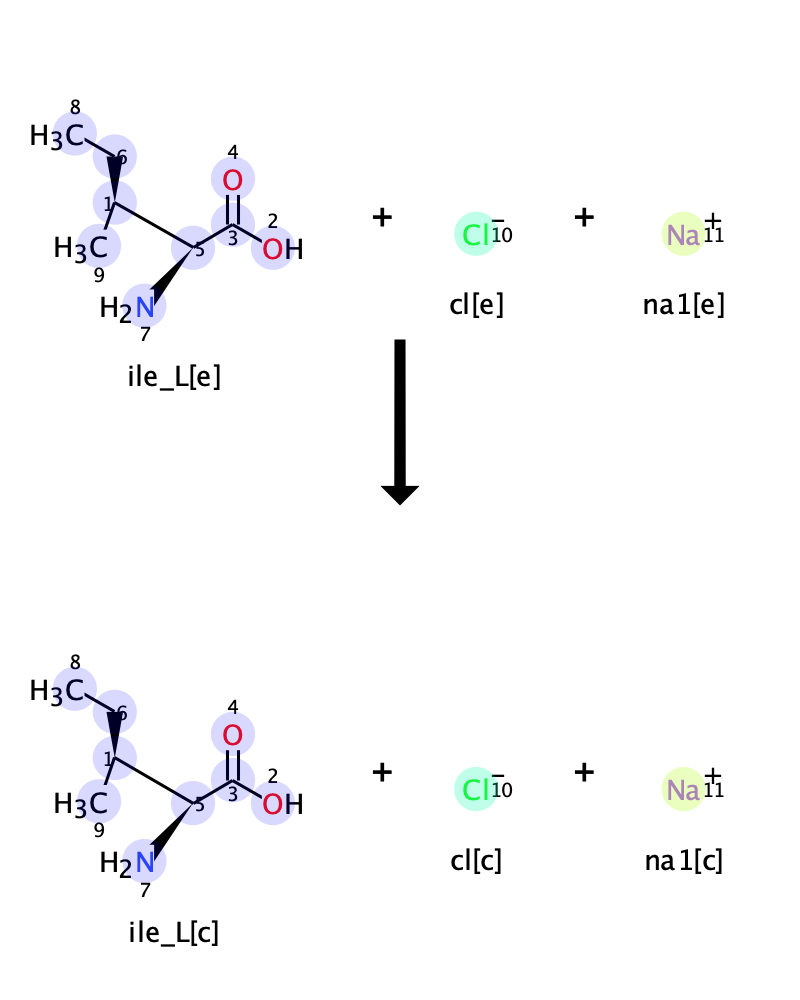 8
H3C
6
4
O
1
2
+
Cl−
10
+
Na+
11
H3C
9
5
3
OH
cl[e]
na1[e]
H2N
7
ile_L[e]
8
H3C
6
4
O
1
2
+
Cl−
10
+
Na+
11
H3C
9
5
3
OH
cl[c]
na1[c]
H2N
7
ile_L[c]